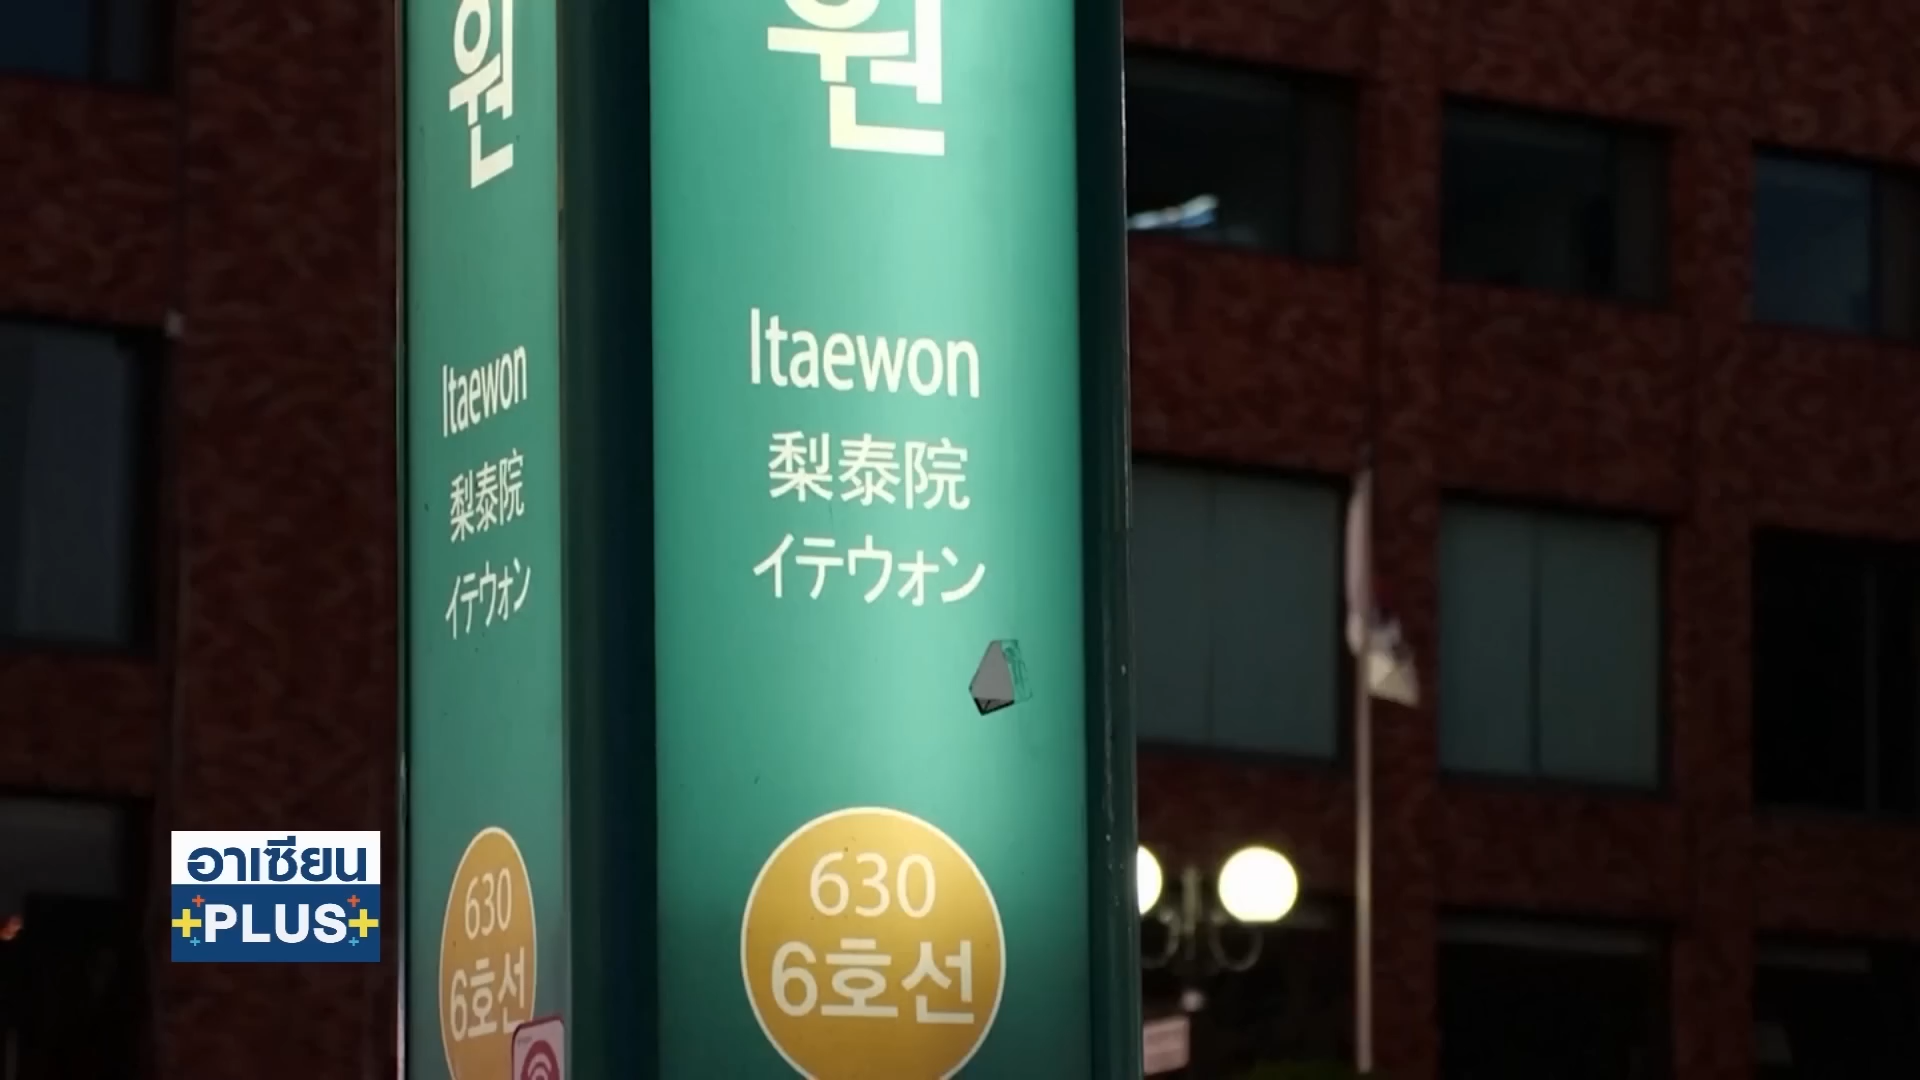 원
Itaewon
梨泰院
イテウォン
630
6호선
원
Itaewon
梨泰院
イテウォン
630
6호선
อาเซียน
+PLUS+